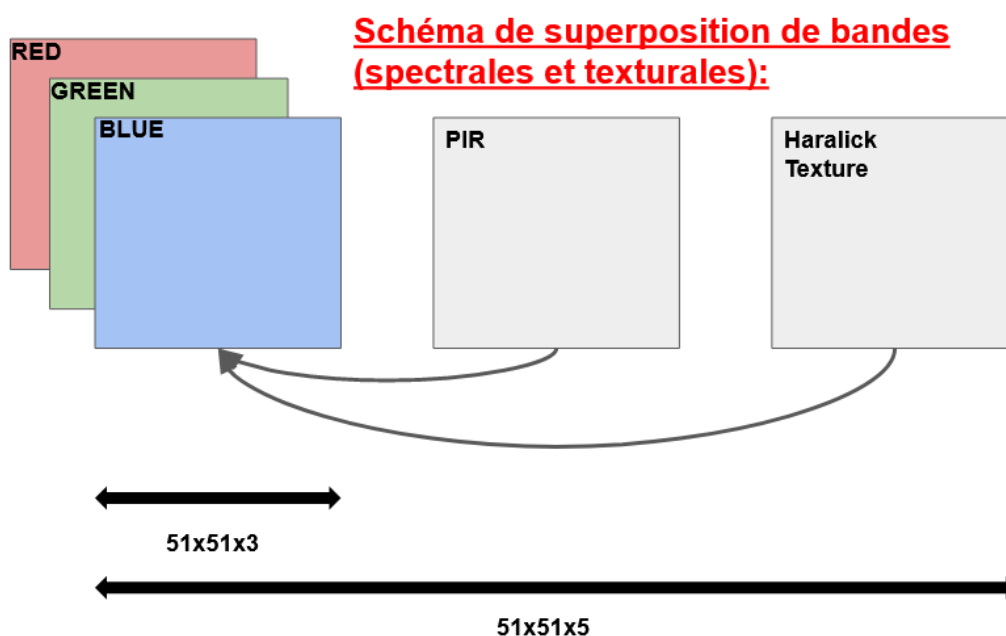 Schéma de superposition de bandes
(spectrales et texturales):
RED
GREEN
BLUE
PIR
Haralick
Texture
51x51x3
51x51x5